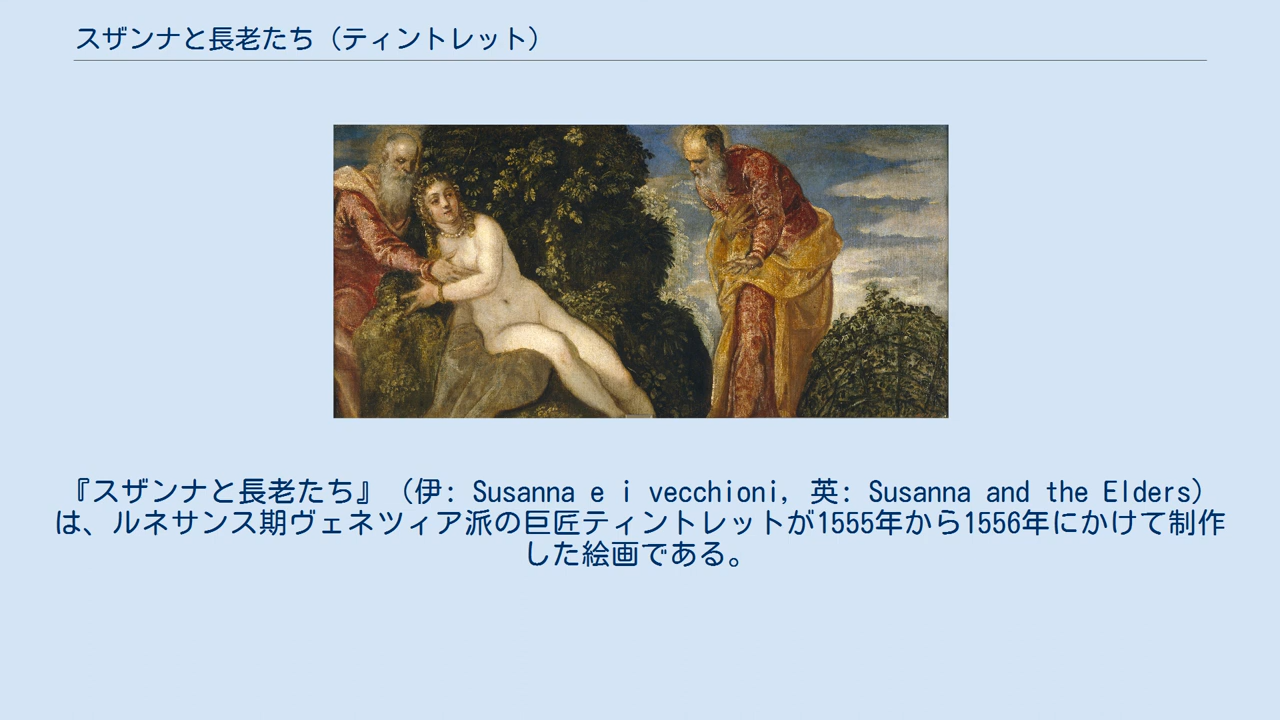 スザンナと長老たち（ティントレット）
『スザンナと長老たち』（伊: Susanna e i vecchioni, 英: Susanna and the Elders）
は、ルネサンス期ヴェネツィア派の巨匠ティントレットが1555年から1556年にかけて制作
した絵画である。